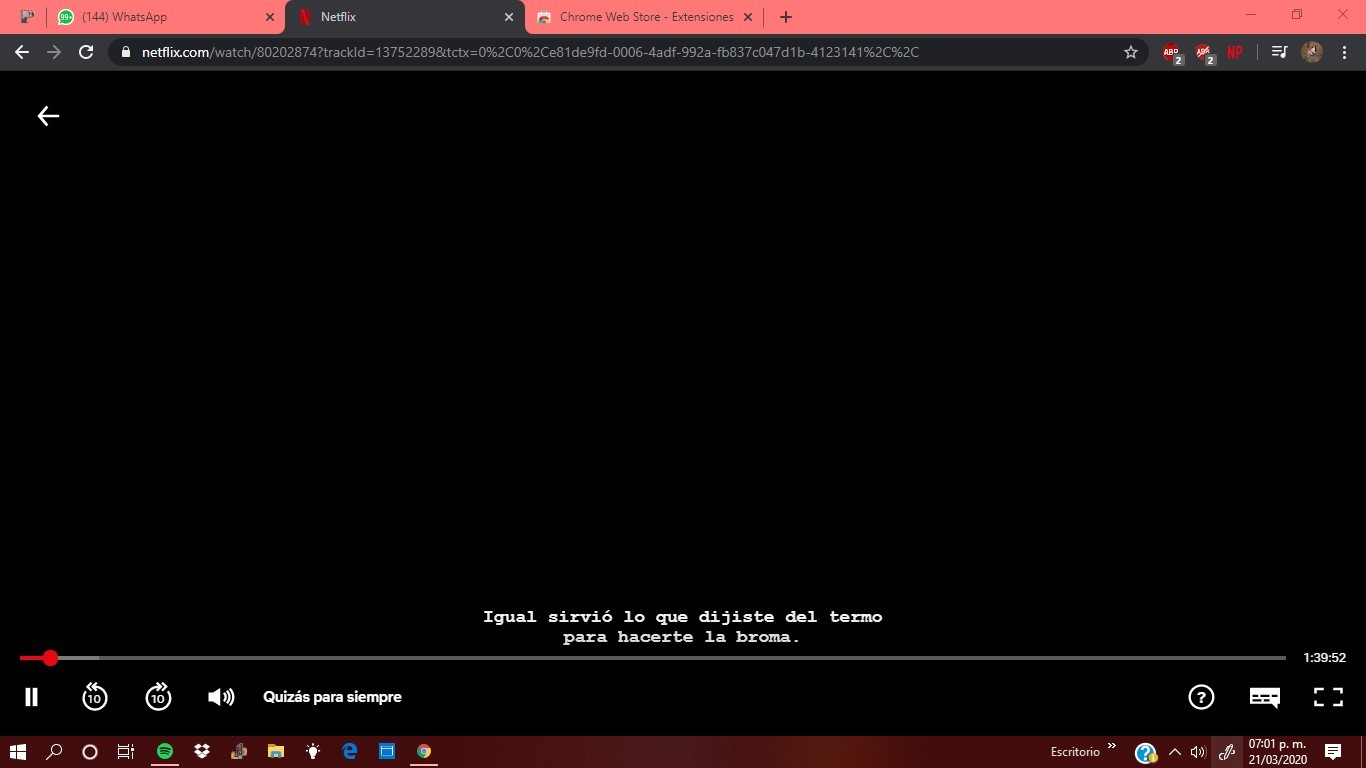 99+ (144) WhatsApp
Netflix
Chrome Web Store - Extensiones
netflix.com/watch/80202874?trackId=13752289&tctx=0%2C0%2Ce81de9fd-0006-4adf-992a-fb837c047d1b-4123141%2C%2C
ABP 2
2
NP
Igual sirvió lo que dijiste del termo
para hacerte la broma.
1:39:52
10
10
Quizás para siempre
?
Escritorio
07:01 p. m.
21/03/2020